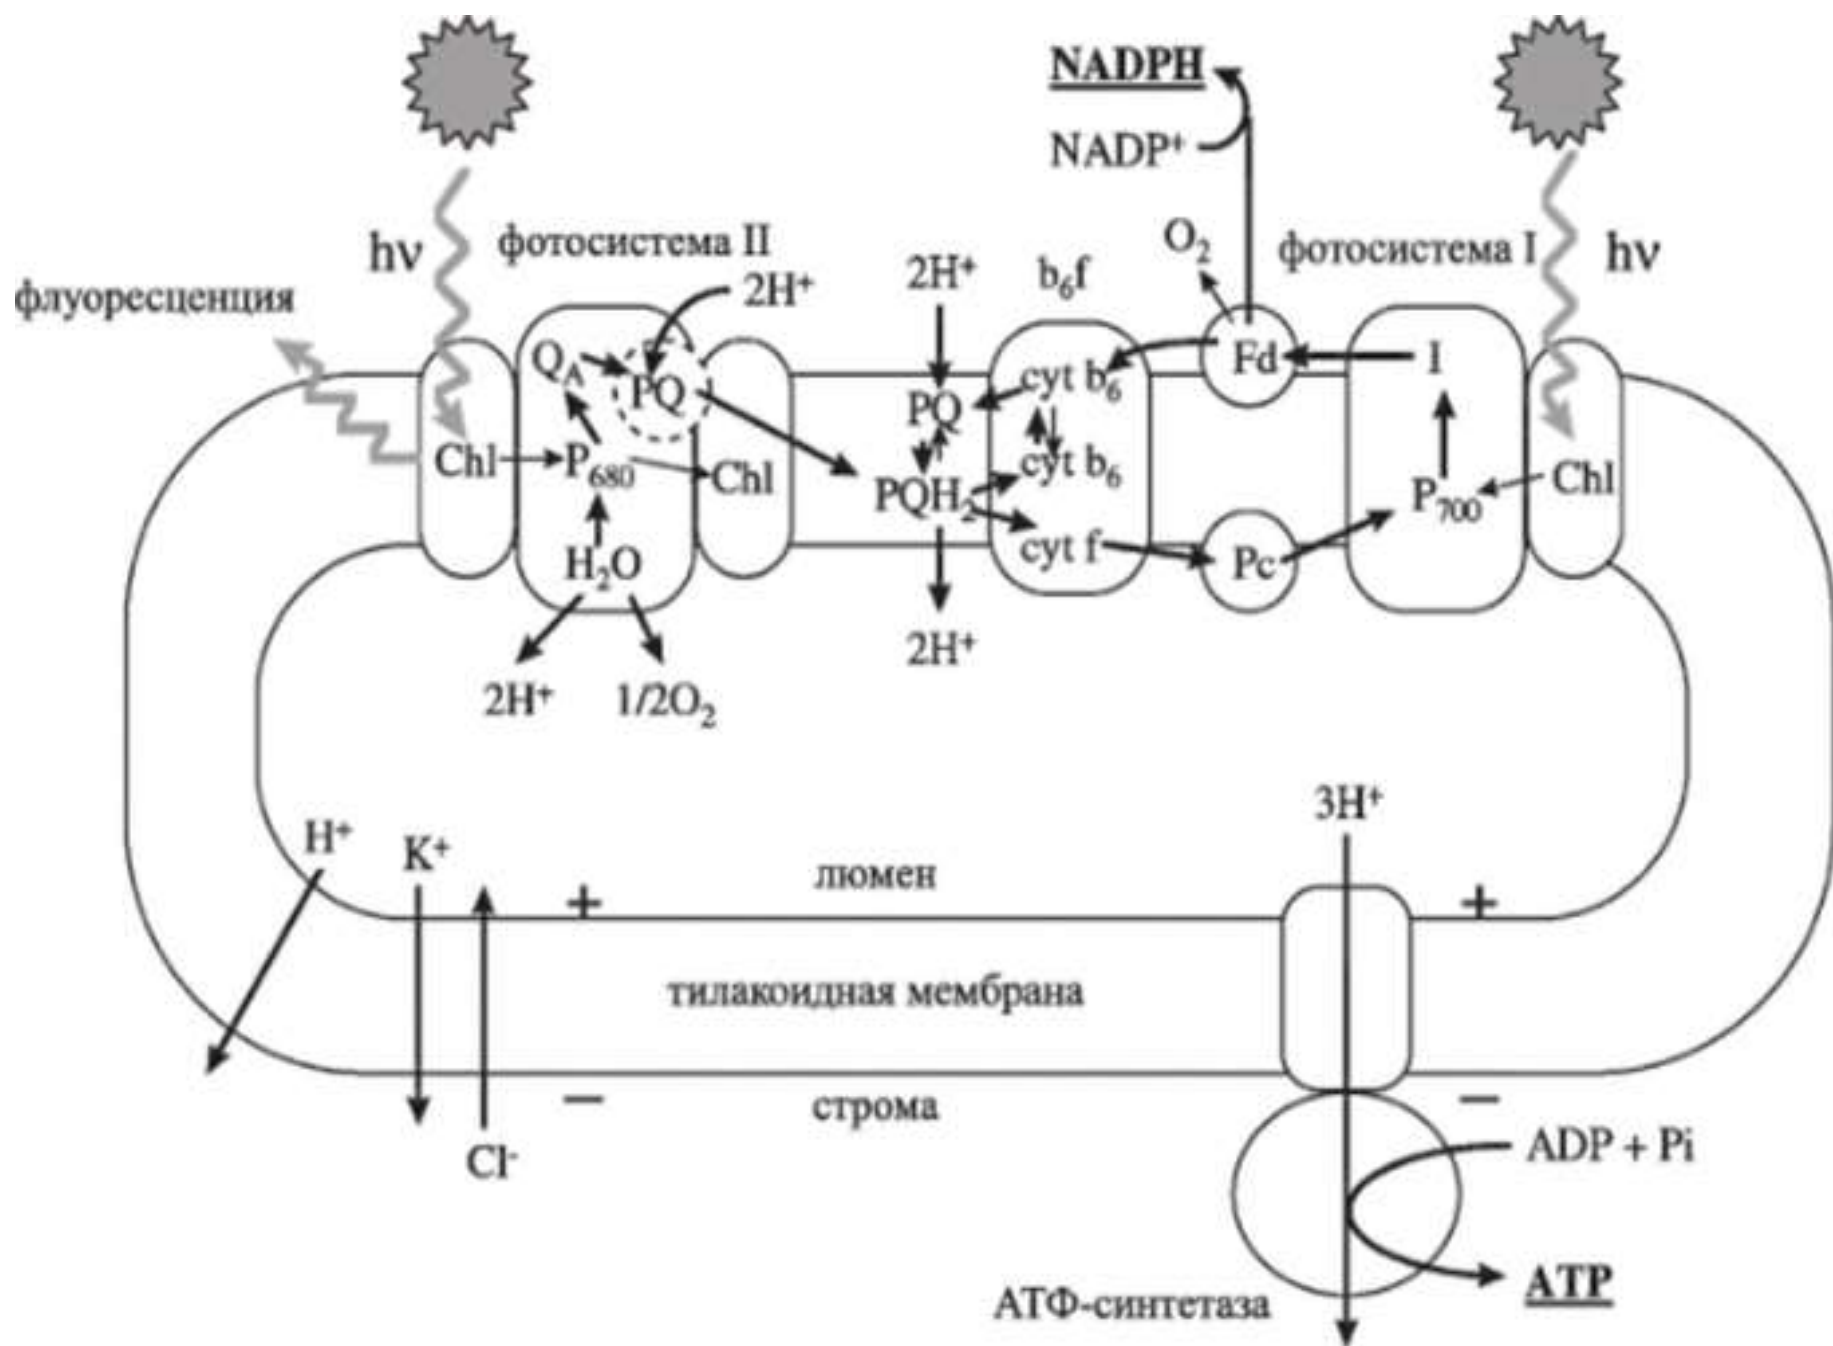 NADPH
NADP⁺
hν
фотосистема II
O₂
фотосистема I
hν
флуоресценция
2H⁺
2H⁺
b₆f
Q_A
PQ
PQ
cyt b₆
Fd
I
Chl
P₆₈₀
Chl
PQH₂
cyt b₆
P₇₀₀
Chl
H₂O
cyt f
Pc
2H⁺
1/2O₂
2H⁺
H⁺
K⁺
3H⁺
люмен
+
+
тилакоидная мембрана
–
строма
–
Cl⁻
ADP + Pi
АТФ-синтетаза
ATP